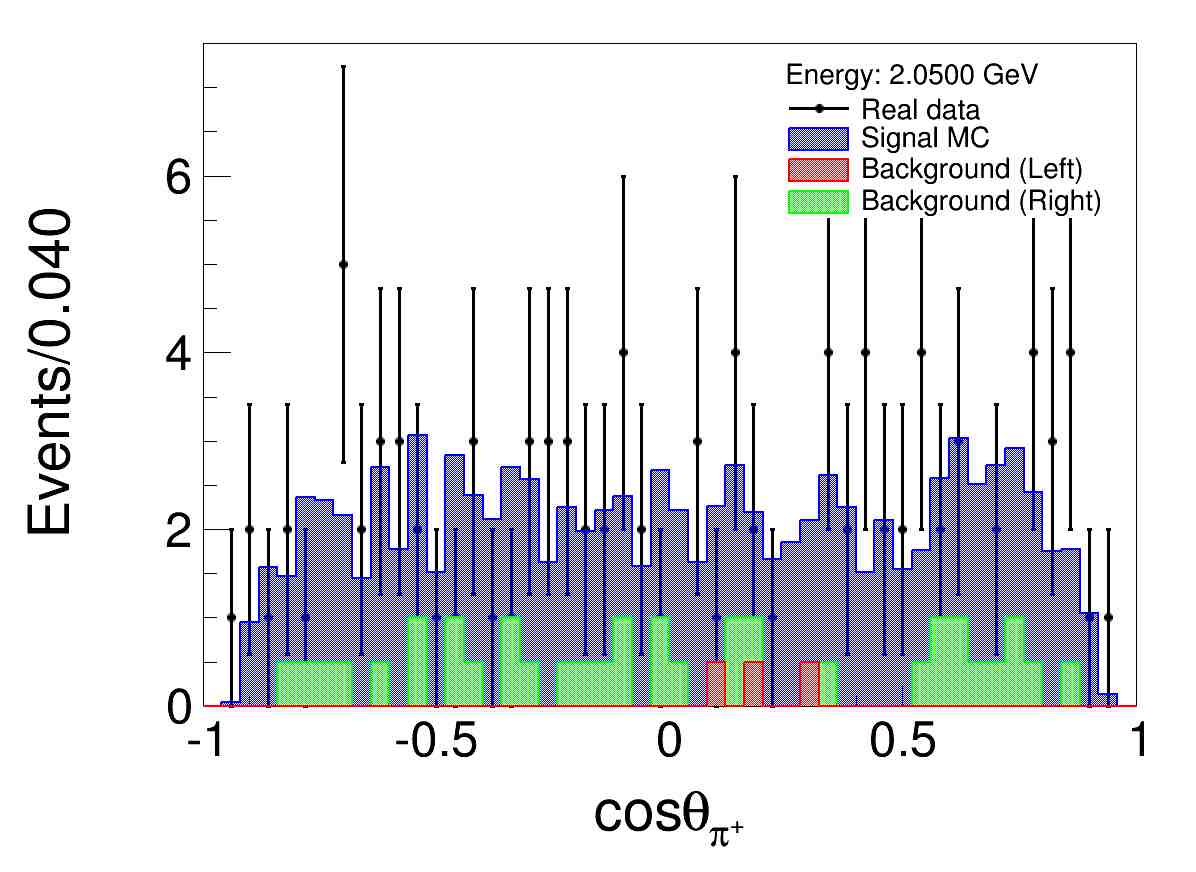 Energy: 2.0500 GeV
Real data
Signal MC
Background (Left)
Background (Right)
Events/0.040
6
4
2
0
-1 -0.5 0 0.5 1
cosθπ+